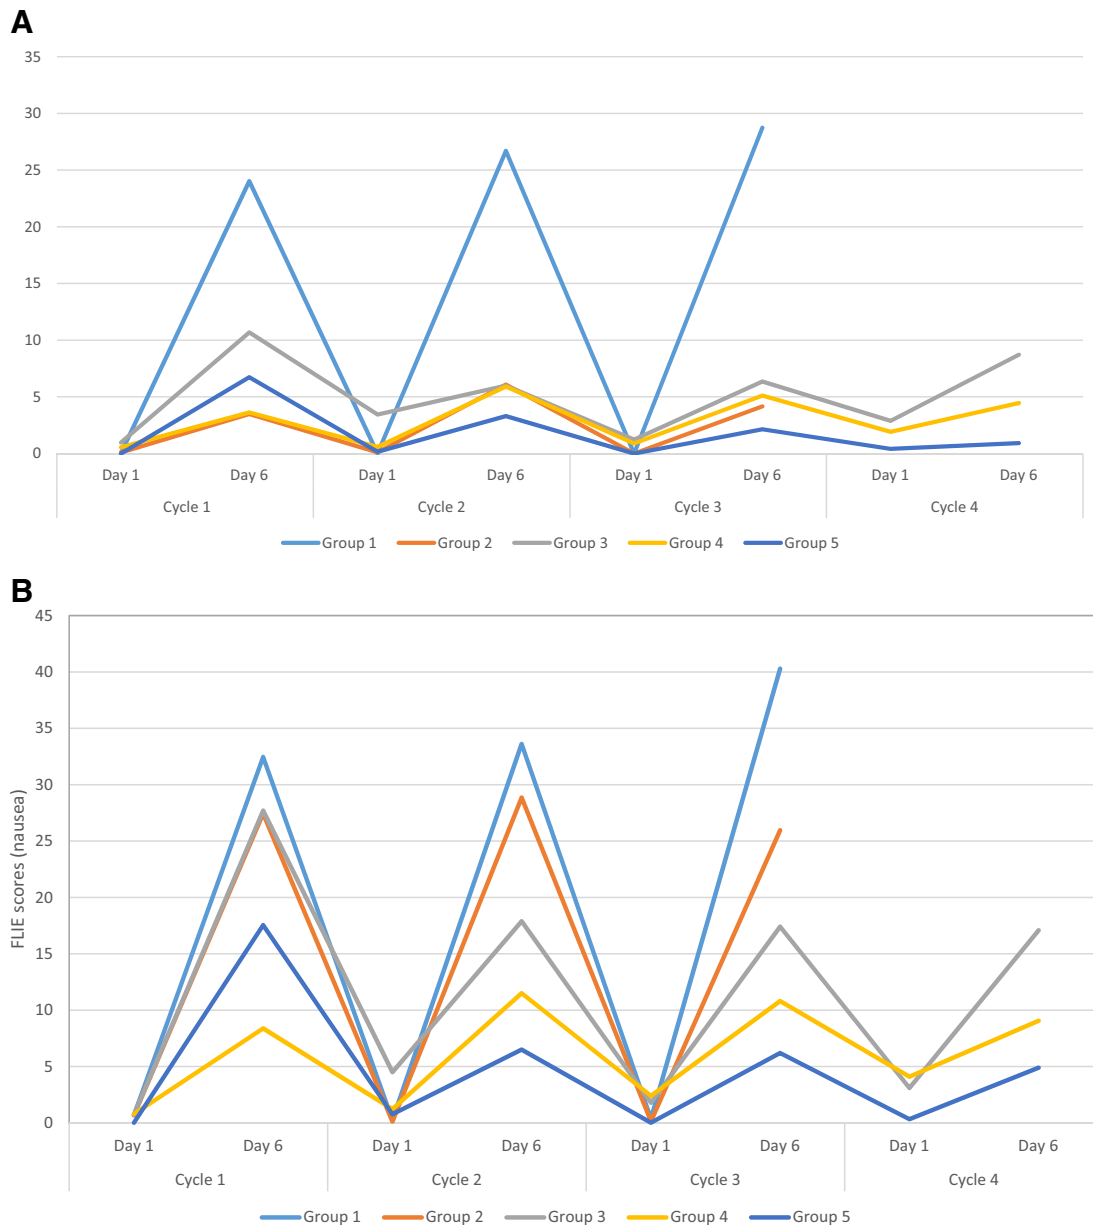 A
35
30
25
20
15
10
5
0
Day 1 Day 6 Day 1 Day 6 Day 1 Day 6 Day 1 Day 6
Cycle 1 Cycle 2 Cycle 3 Cycle 4
Group 1 Group 2 Group 3 Group 4 Group 5
B
45
40
35
30
25
20
15
10
5
0
FLIE scores (nausea)
Day 1 Day 6 Day 1 Day 6 Day 1 Day 6 Day 1 Day 6
Cycle 1 Cycle 2 Cycle 3 Cycle 4
Group 1 Group 2 Group 3 Group 4 Group 5